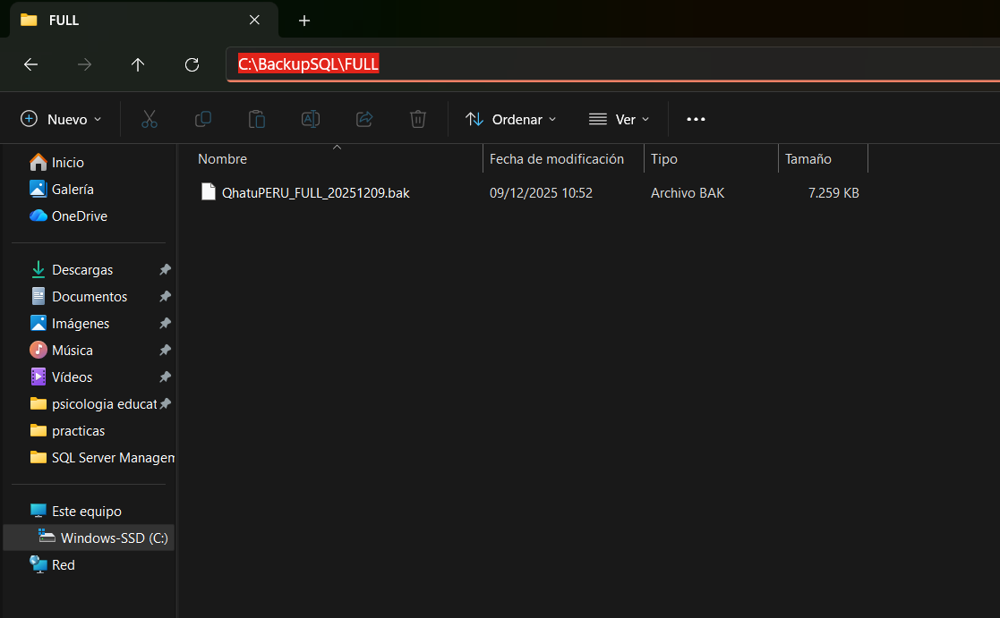 FULL
C:\BackupSQL\FULL
Nuevo
Ordenar
Ver
Nombre Fecha de modificación Tipo Tamaño
QhatuPERU_FULL_20251209.bak 09/12/2025 10:52 Archivo BAK 7.259 KB
Inicio
Galería
OneDrive
Descargas
Documentos
Imágenes
Música
Vídeos
psicologia educat
practicas
SQL Server Managem
Este equipo
Windows-SSD (C:)
Red